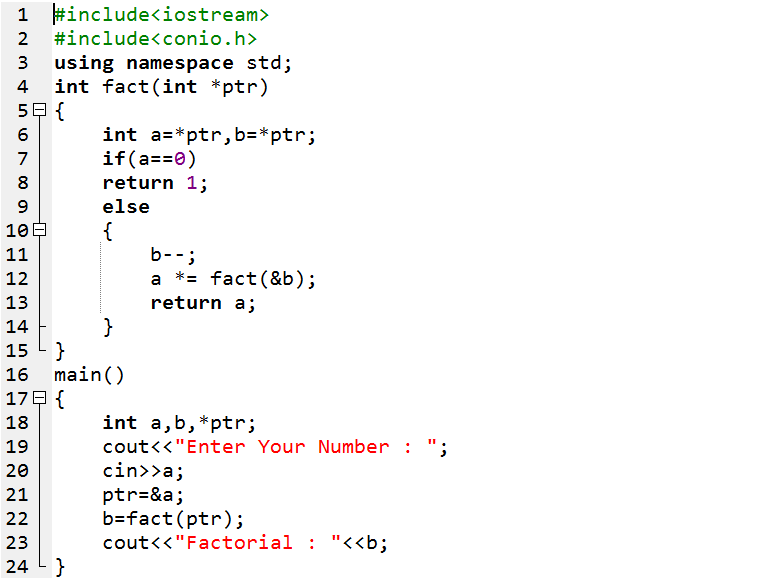 1 #include<iostream>
2 #include<conio.h>
3 using namespace std;
4 int fact(int *ptr)
5 {
6 int a=*ptr,b=*ptr;
7 if(a==0)
8 return 1;
9 else
10 {
11 b--;
12 a *= fact(&b);
13 return a;
14 }
15 }
16 main()
17 {
18 int a,b,*ptr;
19 cout<<"Enter Your Number : ";
20 cin>>a;
21 ptr=&a;
22 b=fact(ptr);
23 cout<<"Factorial : "<<b;
24 }